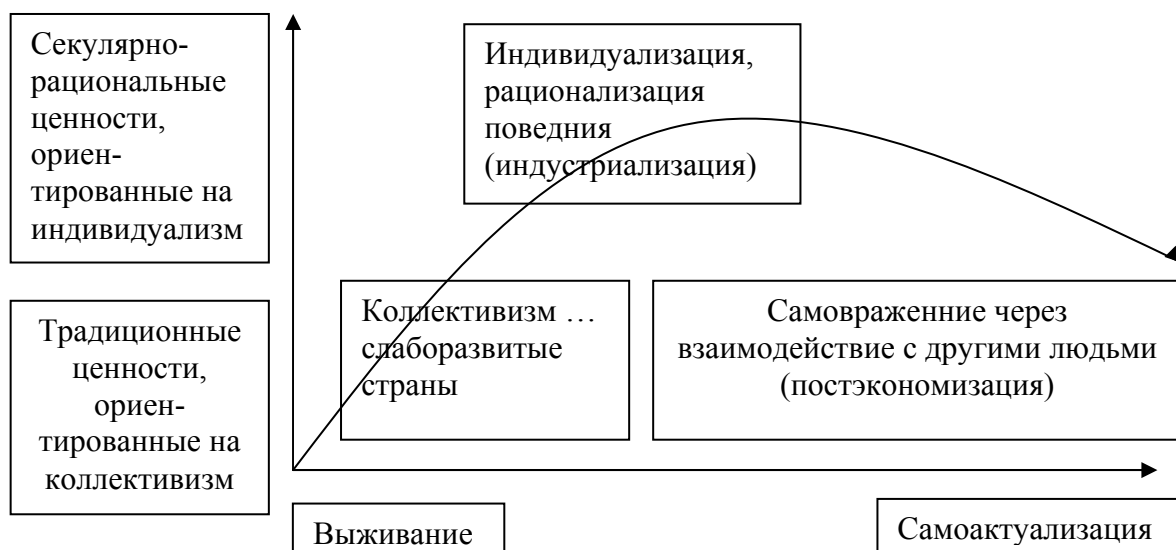 Секулярно-
рациональные
ценности,
ориен-
тированные на
индивидуализм
Индивидуализация,
рационализация
поведния
(индустриализация)
Традиционные
ценности,
ориен-
тированные на
коллективизм
Коллективизм …
слаборазвитые
страны
Самовраженние через
взаимодействие с другими людьми
(постэкономизация)
Выживание
Самоактуализация